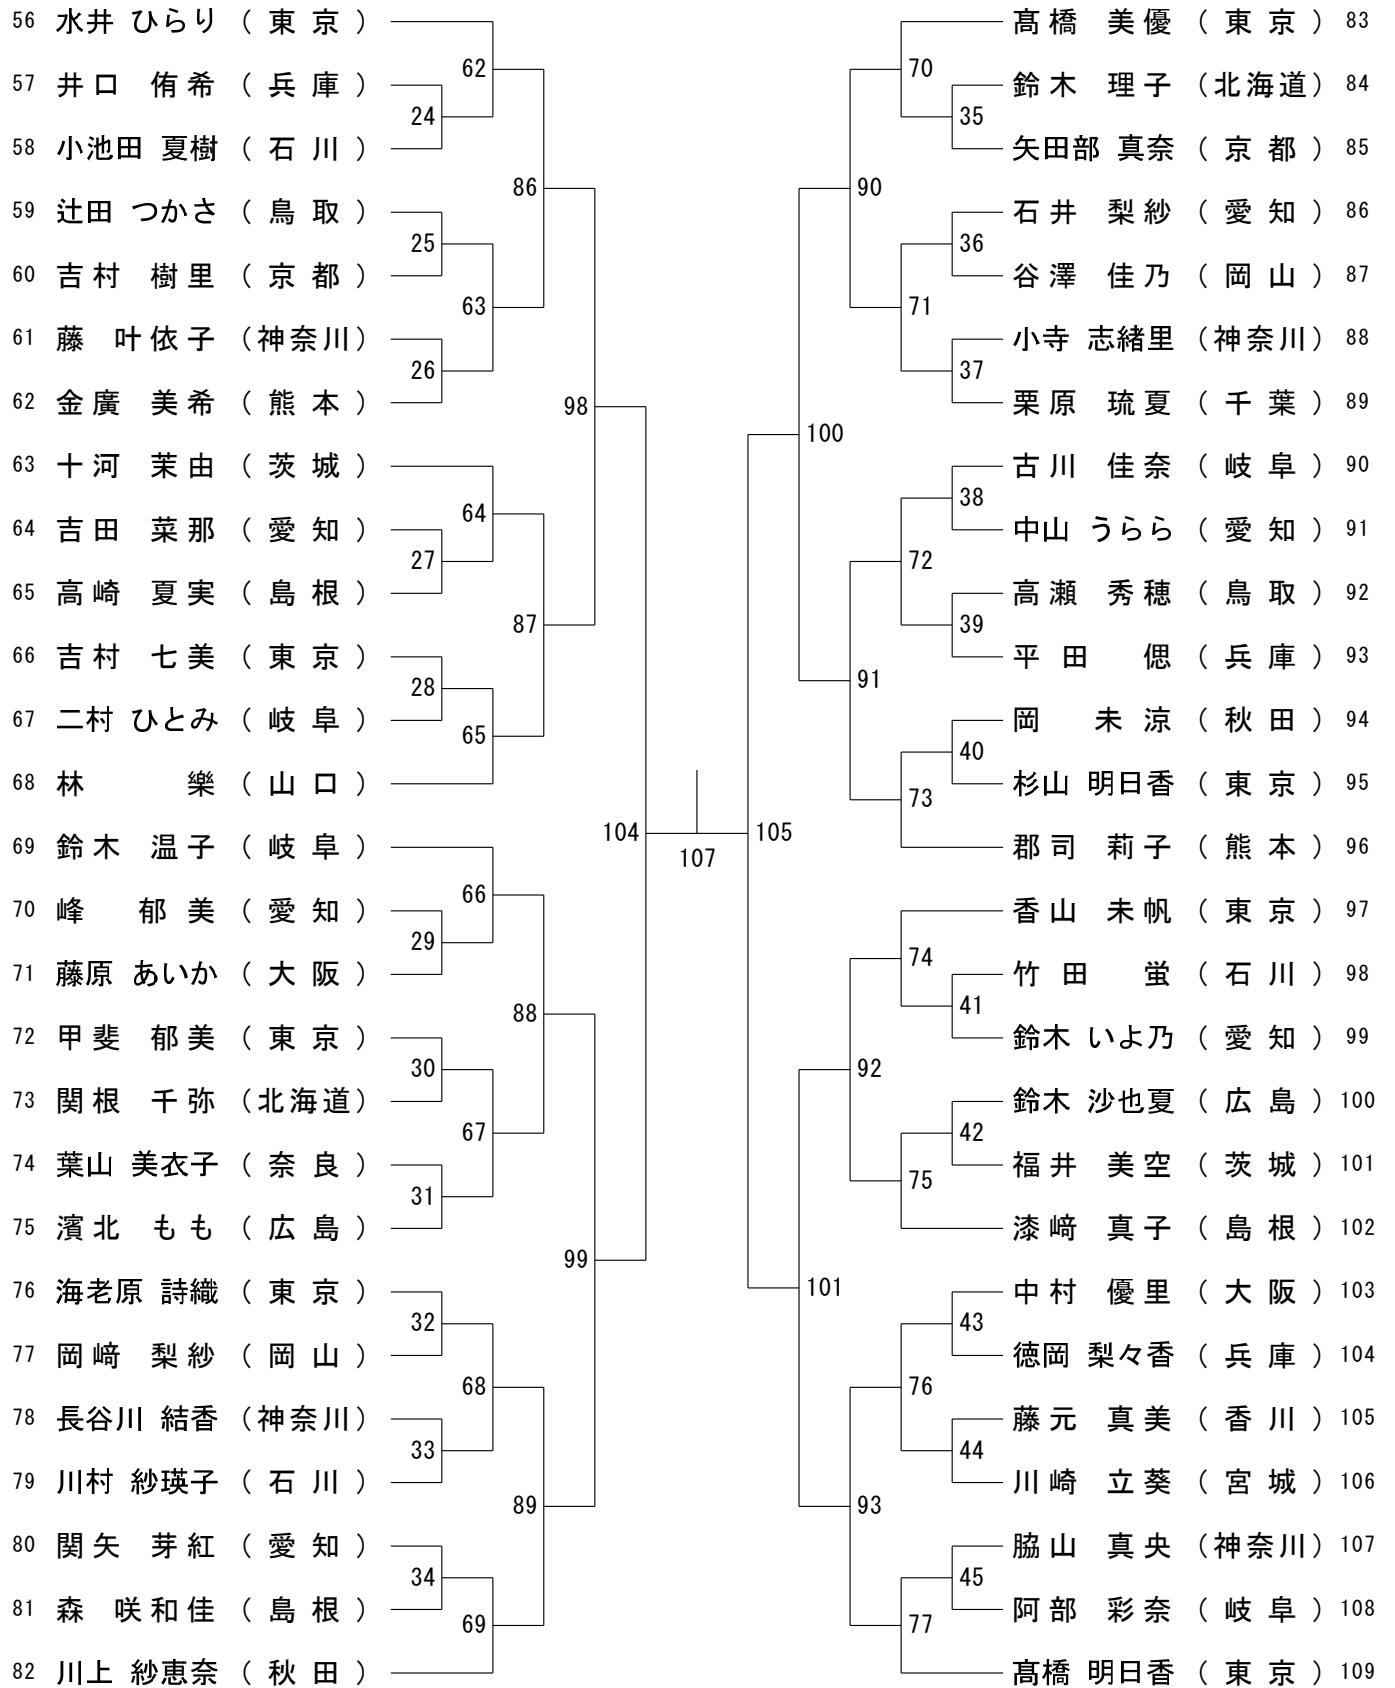 56 水井 ひらり (東 京) 髙橋 美優 (東 京) 83
62 70
57 井口 侑希 (兵 庫) 鈴木 理子 (北海道) 84
24 35
58 小池田 夏樹 (石 川) 矢田部 真奈 (京 都) 85
86 90
59 辻田 つかさ (鳥 取) 石井 梨紗 (愛 知) 86
25 36
60 吉村 樹里 (京 都) 谷澤 佳乃 (岡 山) 87
63 71
61 藤 叶依子 (神奈川) 小寺 志緒里 (神奈川) 88
26 37
62 金廣 美希 (熊 本) 栗原 琉夏 (千 葉) 89
98 100
63 十河 茉由 (茨 城) 古川 佳奈 (岐 阜) 90
64 38
64 吉田 菜那 (愛 知) 中山 うらら (愛 知) 91
27 72
65 高崎 夏実 (島 根) 高瀬 秀穂 (鳥 取) 92
87 39
66 吉村 七美 (東 京) 平田 偲 (兵 庫) 93
28 91
67 二村 ひとみ (岐 阜) 岡 未涼 (秋 田) 94
65 40
68 林 樂 (山 口) 杉山 明日香 (東 京) 95
73
104 107 105
69 鈴木 温子 (岐 阜) 郡司 莉子 (熊 本) 96
66
70 峰 郁美 (愛 知) 香山 未帆 (東 京) 97
29 74
71 藤原 あいか (大 阪) 竹田 蛍 (石 川) 98
88 41
72 甲斐 郁美 (東 京) 鈴木 いよ乃 (愛 知) 99
30 92
73 関根 千弥 (北海道) 鈴木 沙也夏 (広 島) 100
67 42
74 葉山 美衣子 (奈 良) 福井 美空 (茨 城) 101
31 75
75 濱北 もも (広 島) 漆﨑 真子 (島 根) 102
99 101
76 海老原 詩織 (東 京) 中村 優里 (大 阪) 103
32 43
77 岡﨑 梨紗 (岡 山) 徳岡 梨々香 (兵 庫) 104
68 76
78 長谷川 結香 (神奈川) 藤元 真美 (香 川) 105
33 44
79 川村 紗瑛子 (石 川) 川崎 立葵 (宮 城) 106
89 93
80 関矢 芽紅 (愛 知) 脇山 真央 (神奈川) 107
34 45
81 森 咲和佳 (島 根) 阿部 彩奈 (岐 阜) 108
69 77
82 川上 紗恵奈 (秋 田) 髙橋 明日香 (東 京) 109